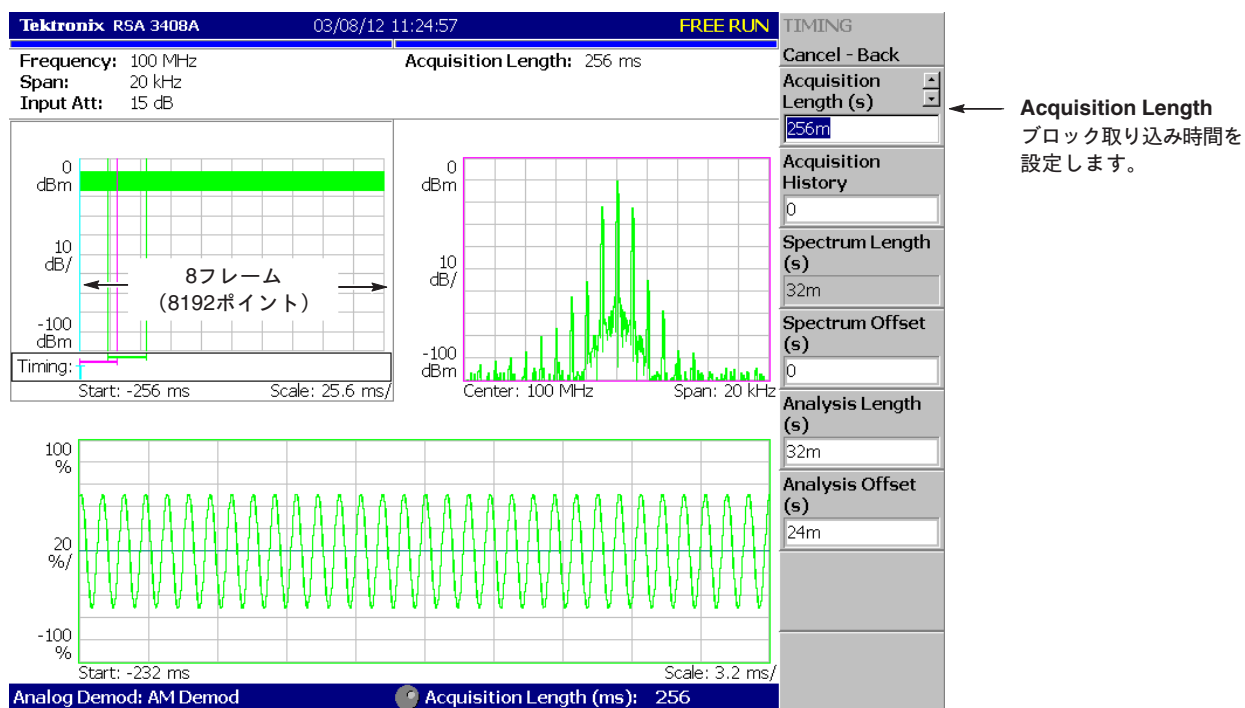 Tektronix RSA 3408A 03/08/12 11:24:57 FREE RUN
Frequency: 100 MHz
Span: 20 kHz
Input Att: 15 dB
Acquisition Length: 256 ms
0
dBm
10
dB/
-100
dBm
8フレーム
（8192ポイント）
Timing:
Start: -256 ms Scale: 25.6 ms/
0
dBm
10
dB/
-100
dBm
Center: 100 MHz Span: 20 kHz
100
%
20
%/
-100
%
Start: -232 ms Scale: 3.2 ms/
Analog Demod: AM Demod Acquisition Length (ms): 256
TIMING
Cancel - Back
Acquisition
Length (s)
256m
Acquisition
History
0
Spectrum Length
(s)
32m
Spectrum Offset
(s)
0
Analysis Length
(s)
32m
Analysis Offset
(s)
24m
Acquisition Length
ブロック取り込み時間を
設定します。